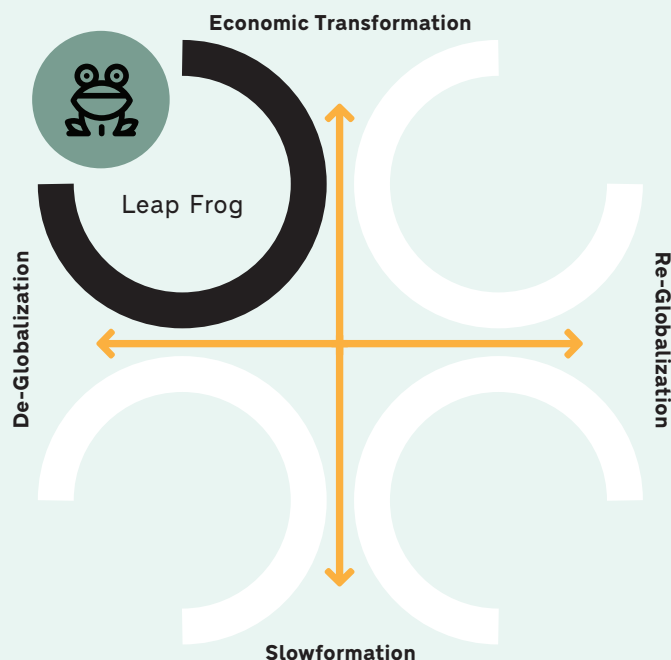 Economic Transformation
Leap Frog
De-Globalization
Re-Globalization
Slowformation